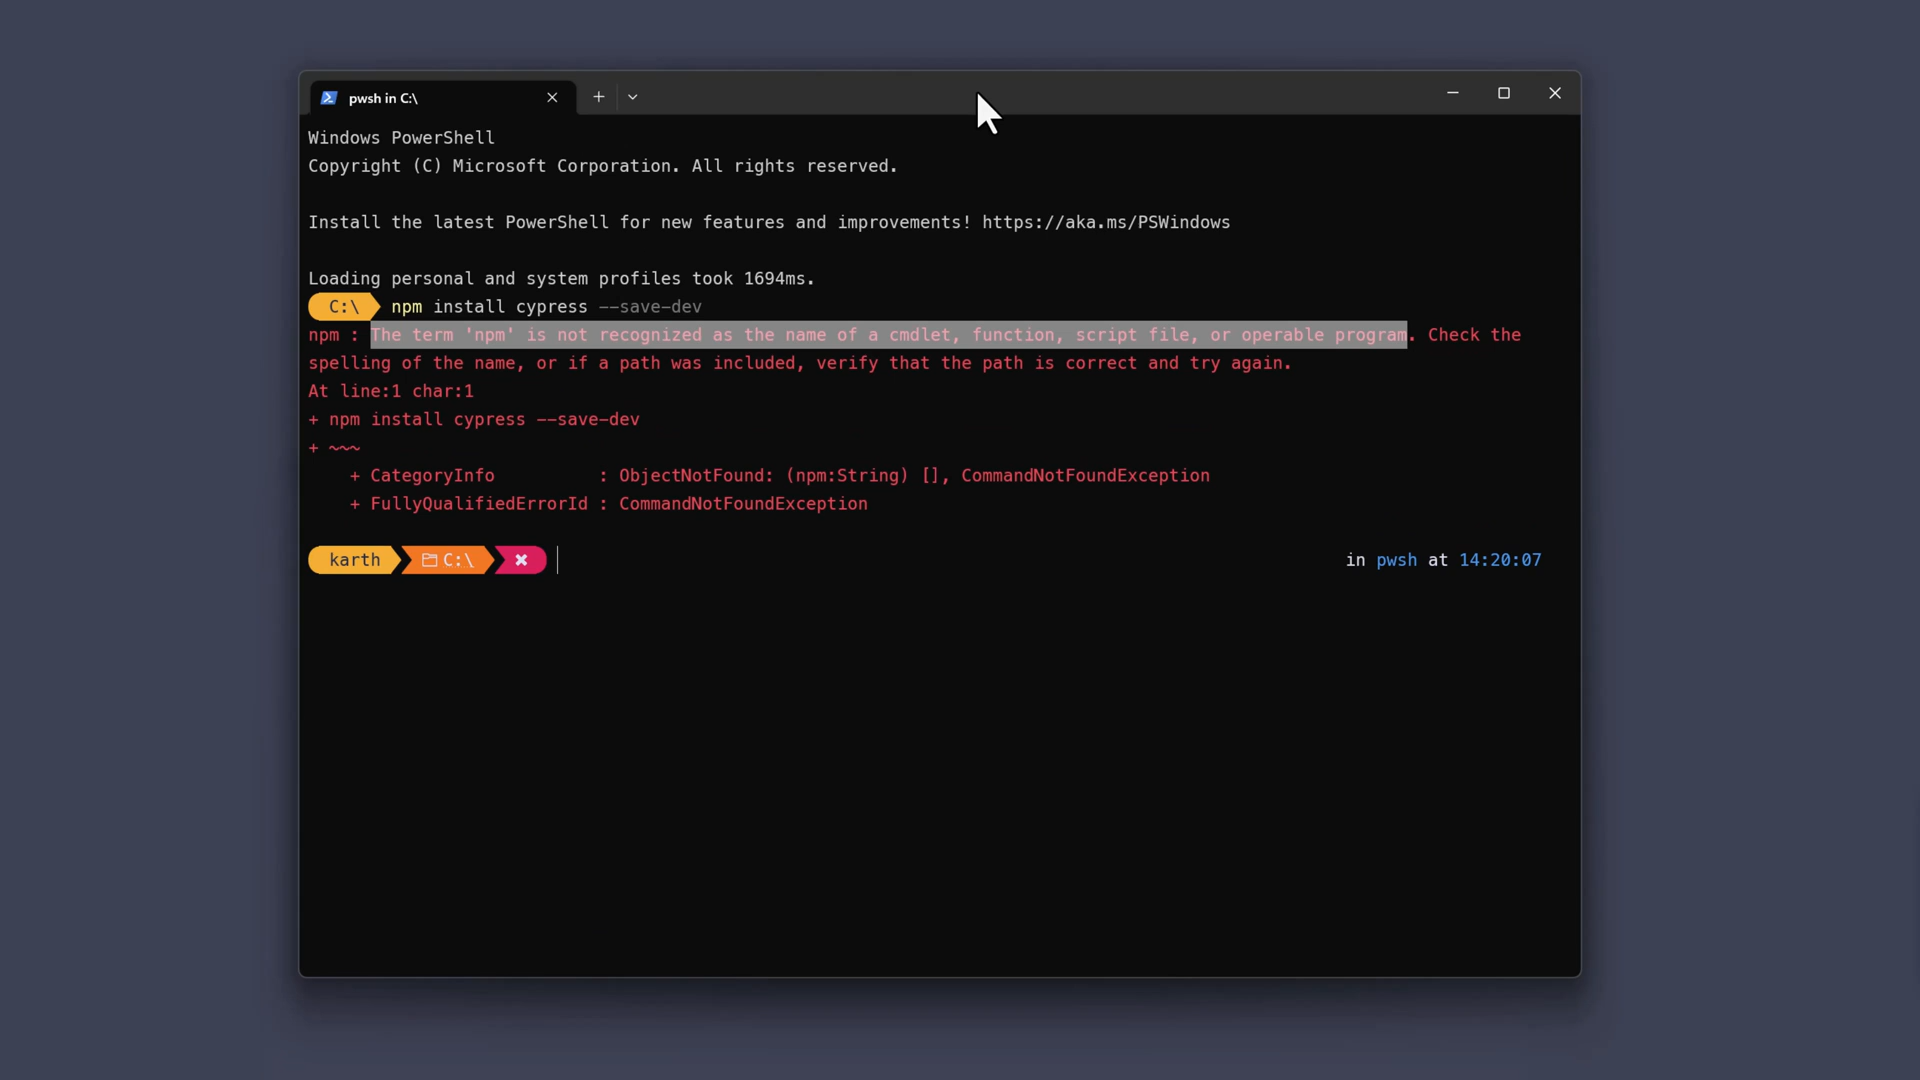 pwsh in C:\
Windows PowerShell
Copyright (C) Microsoft Corporation. All rights reserved.
Install the latest PowerShell for new features and improvements! https://aka.ms/PSWindows
Loading personal and system profiles took 1694ms.
C:\ npm install cypress --save-dev
npm : The term 'npm' is not recognized as the name of a cmdlet, function, script file, or operable program. Check the
spelling of the name, or if a path was included, verify that the path is correct and try again.
At line:1 char:1
+ npm install cypress --save-dev
+ ~~~
    + CategoryInfo          : ObjectNotFound: (npm:String) [], CommandNotFoundException
    + FullyQualifiedErrorId : CommandNotFoundException
karth C:\ ✖ in pwsh at 14:20:07